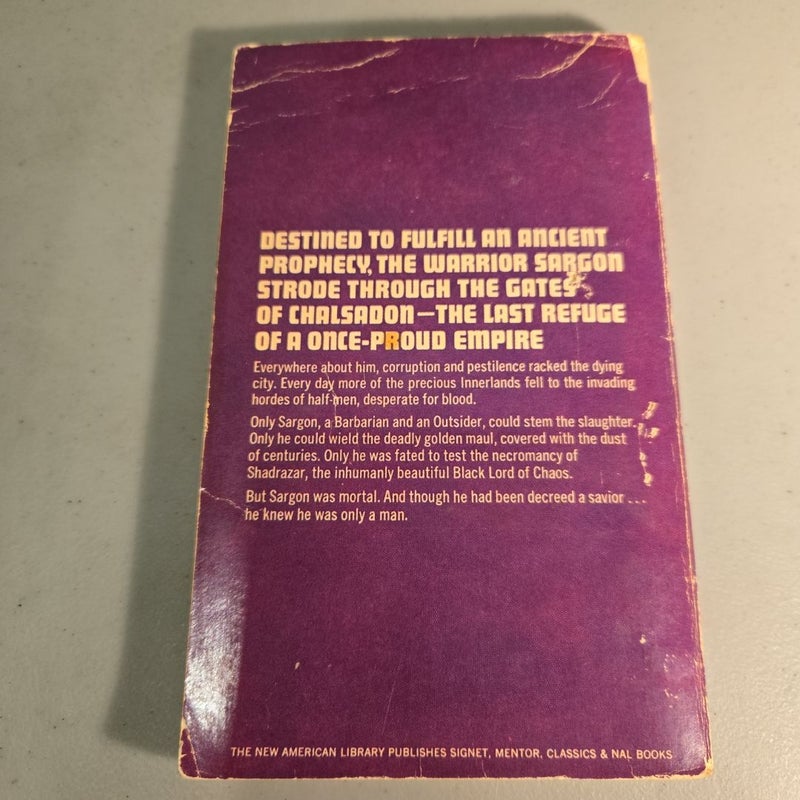 DESTINED TO FULFILL AN ANCIENT
PROPHECY, THE WARRIOR SARGON
STRODE THROUGH THE GATES
OF CHALSADON—THE LAST REFUGE
OF A ONCE-PROUD EMPIRE
Everywhere about him, corruption and pestilence racked the dying
city. Every day more of the precious Innerlands fell to the invading
hordes of half-men, desperate for blood.
Only Sargon, a Barbarian and an Outsider, could stem the slaughter.
Only he could wield the deadly golden maul, covered with the dust
of centuries. Only he was fated to test the necromancy of
Shadrazar, the inhumanly beautiful Black Lord of Chaos.
But Sargon was mortal. And though he had been decreed a savior ...
he knew he was only a man.
THE NEW AMERICAN LIBRARY PUBLISHES SIGNET, MENTOR, CLASSICS & NAL BOOKS